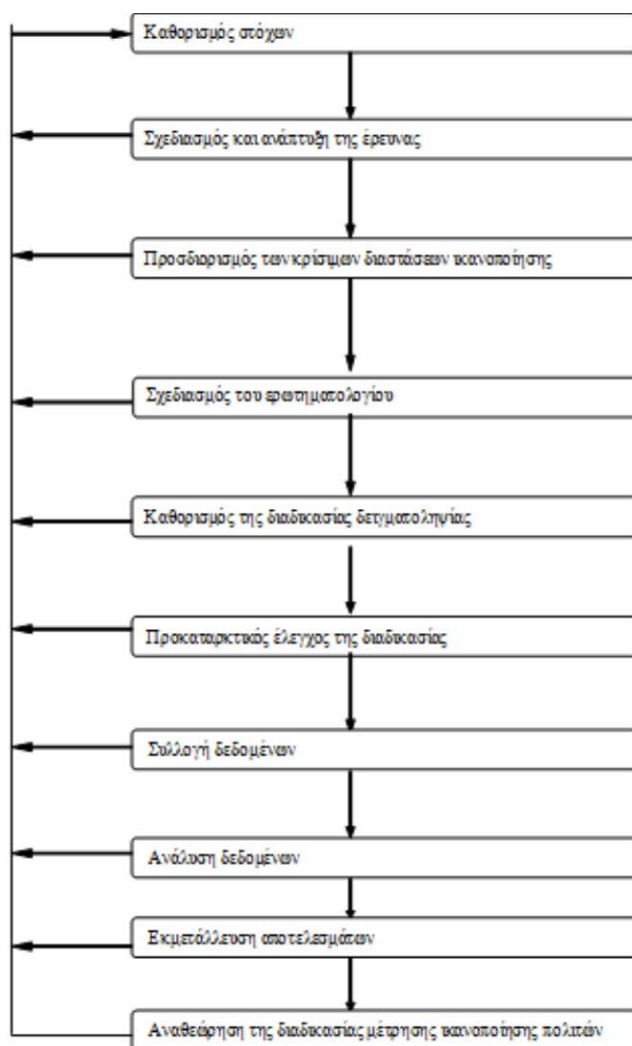 Καθορισμός στόχων
Σχεδιασμός και ανάπτυξη της έρευνας
Προσδιορισμός των κρίσιμων διαστάσεων ικανοποίησης
Σχεδιασμός του ερωτηματολογίου
Καθορισμός της διαδικασίας δειγματοληψίας
Προκαταρκτικός έλεγχος της διαδικασίας
Συλλογή δεδομένων
Ανάλυση δεδομένων
Εκμετάλλευση αποτελεσμάτων
Αναθεώρηση της διαδικασίας μέτρησης ικανοποίησης πολιτών